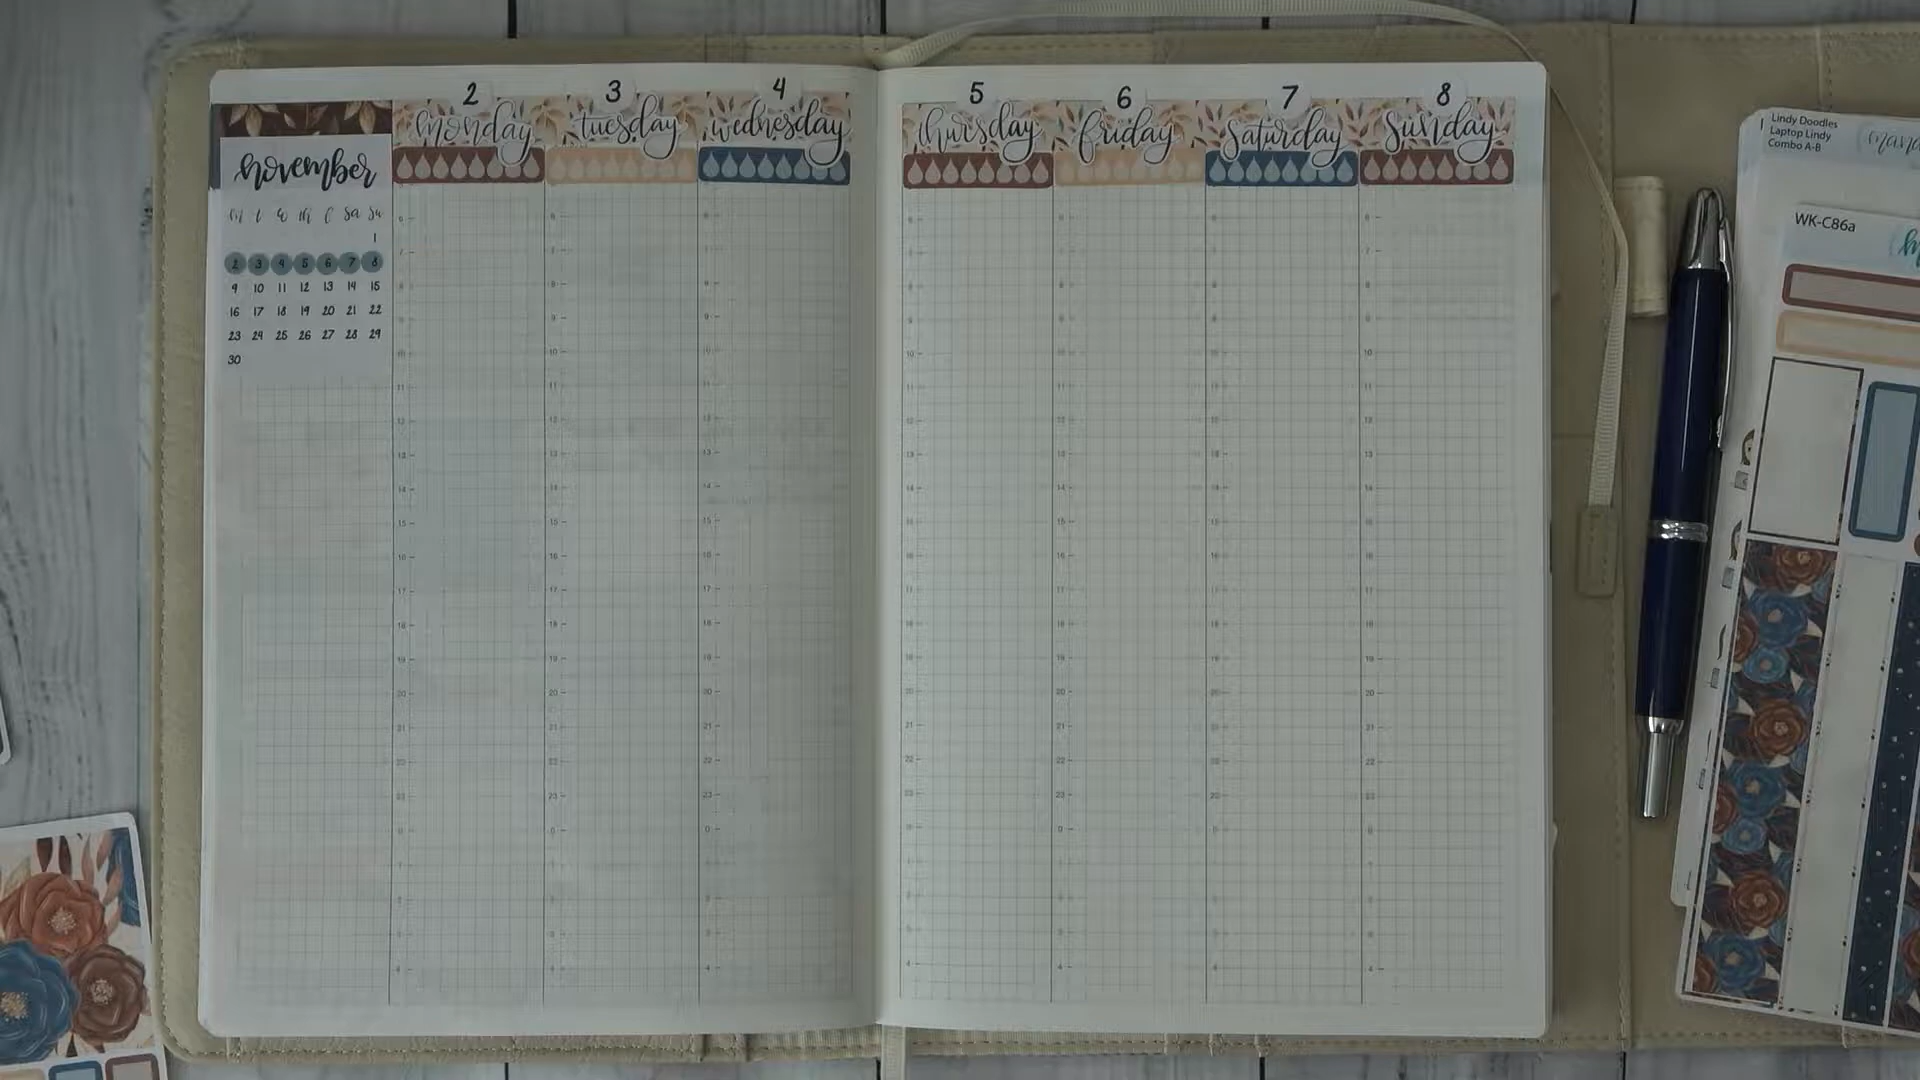 2 3 4 5 6 7 8
monday tuesday wednesday thursday friday saturday sunday
november
m t w th f sa su
1
2 3 4 5 6 7 8
9 10 11 12 13 14 15
16 17 18 19 20 21 22
23 24 25 26 27 28 29
30
Lindy Doodles
Laptop Lindy
Combo A-B
WK-C86a